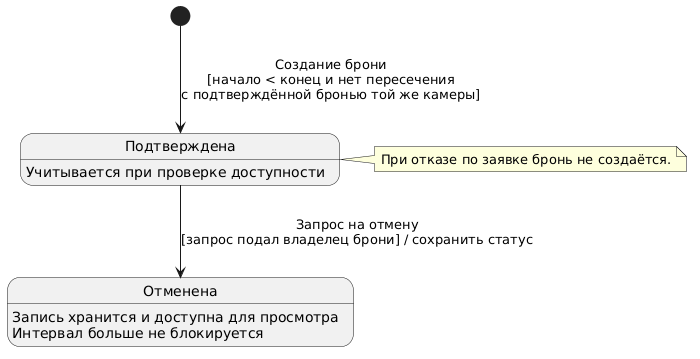 Создание брони
[начало < конец и нет пересечения
с подтверждённой бронью той же камеры]
Подтверждена
Учитывается при проверке доступности
При отказе по заявке бронь не создаётся.
Запрос на отмену
[запрос подал владелец брони] / сохранить статус
Отменена
Запись хранится и доступна для просмотра
Интервал больше не блокируется